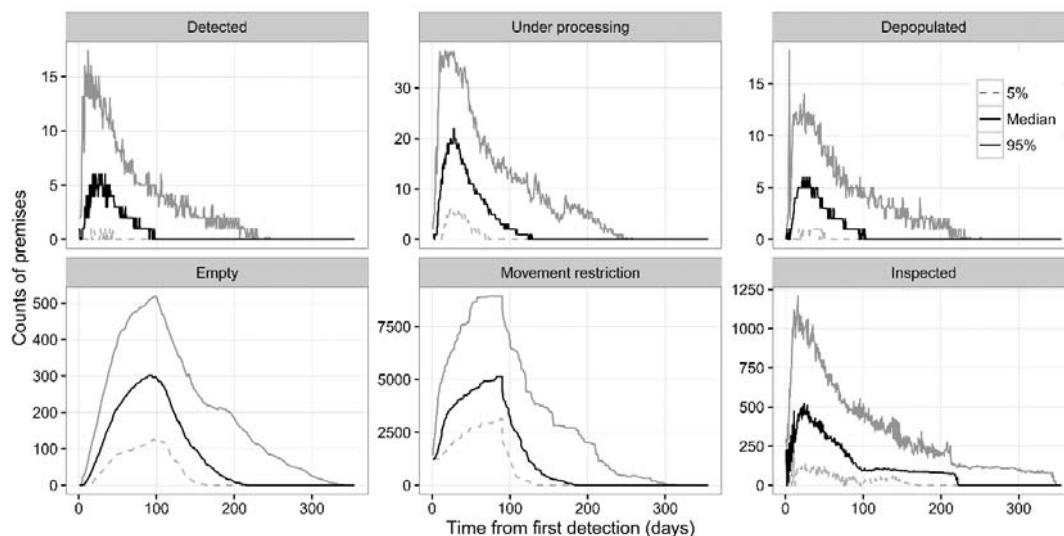 Detected
Under processing
Depopulated
15
10
5
0
30
20
10
0
15
10
5
0
5%
Median
95%
Counts of premises
Empty
Movement restriction
Inspected
500
400
300
200
100
0
7500
5000
2500
0
1250
1000
750
500
250
0
0 100 200 300
0 100 200 300
0 100 200 300
Time from first detection (days)